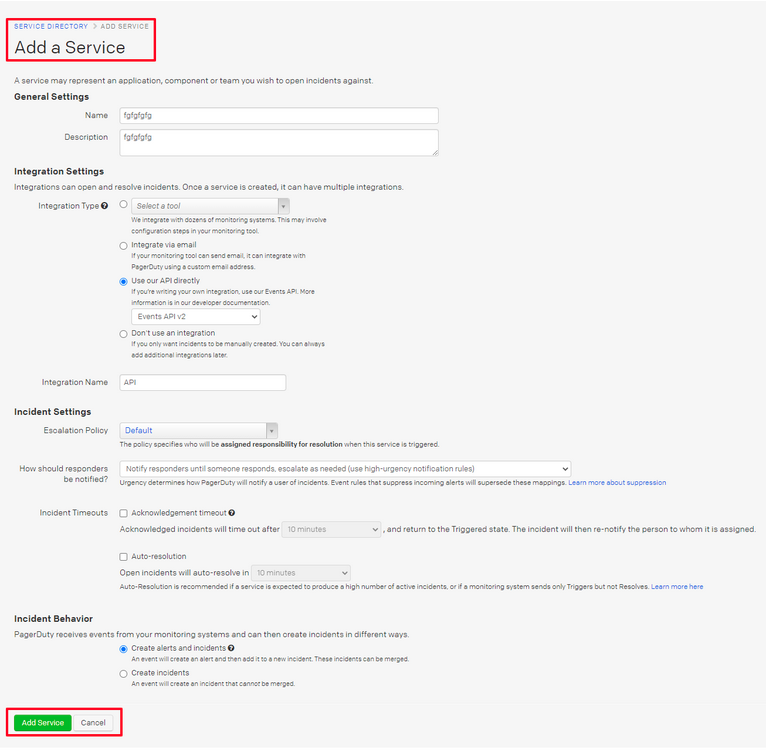 SERVICE DIRECTORY > ADD SERVICE
Add a Service
A service may represent an application, component or team you wish to open incidents against.
General Settings
Name fgfgfgfg
Description fgfgfgfg
Integration Settings
Integrations can open and resolve incidents. Once a service is created, it can have multiple integrations.
Integration Type Select a tool
We integrate with dozens of monitoring systems. This may involve
configuration steps in your monitoring tool.
Integrate via email
If your monitoring tool can send email, it can integrate with
PagerDuty using a custom email address.
Use our API directly
If you're writing your own integration, use our Events API. More
information is in our developer documentation.
Events API v2
Don't use an integration
If you only want incidents to be manually created. You can always
add additional integrations later.
Integration Name API
Incident Settings
Escalation Policy Default
The policy specifies who will be assigned responsibility for resolution when this service is triggered.
How should responders Notify responders until someone responds, escalate as needed (use high-urgency notification rules)
be notified? Urgency determines how PagerDuty will notify a user of incidents. Event rules that suppress incoming alerts will supersede these mappings. Learn more about suppression
Incident Timeouts Acknowledgement timeout
Acknowledged incidents will time out after 10 minutes , and return to the Triggered state. The incident will then re-notify the person to whom it is assigned.
Auto-resolution
Open incidents will auto-resolve in 10 minutes
Auto-Resolution is recommended if a service is expected to produce a high number of active incidents, or if a monitoring system sends only Triggers but not Resolves. Learn more here
Incident Behavior
PagerDuty receives events from your monitoring systems and can then create incidents in different ways.
Create alerts and incidents
An event will create an alert and then add it to a new incident. These incidents can be merged.
Create incidents
An event will create an incident that cannot be merged.
Add Service Cancel